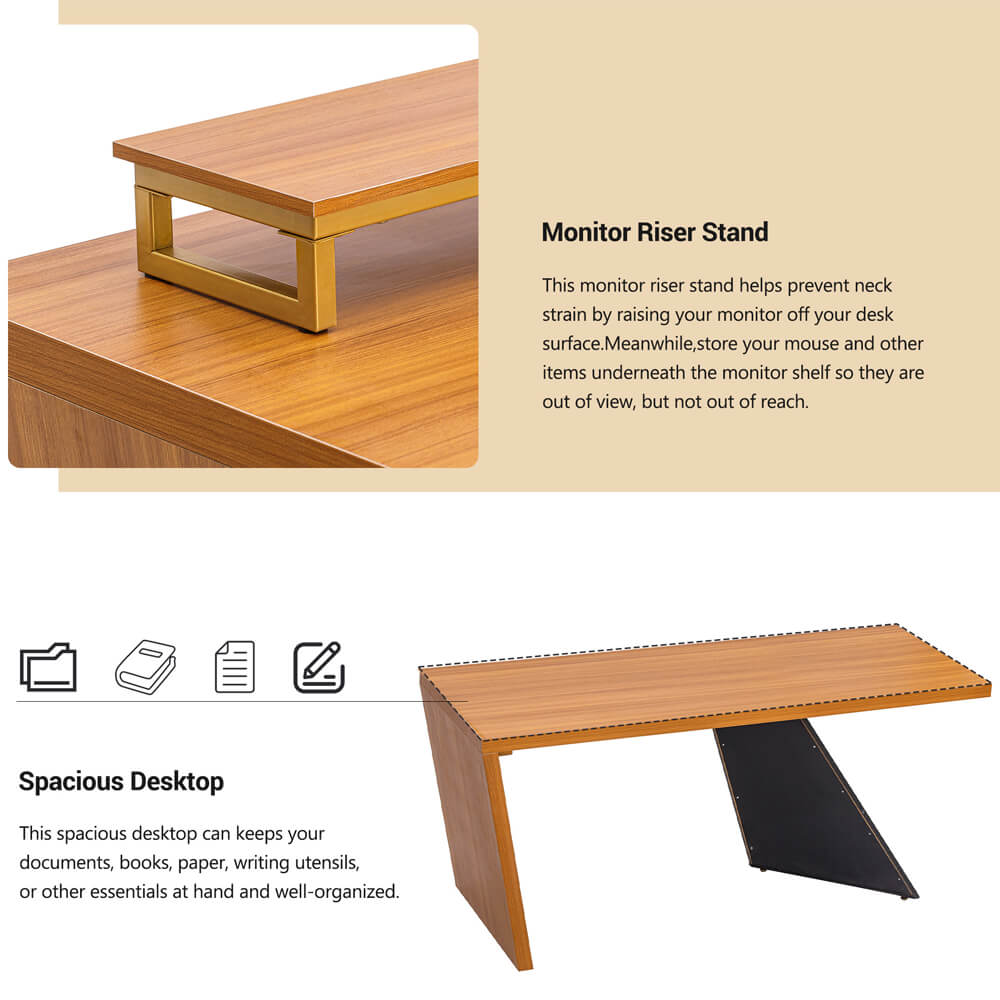 Monitor Riser Stand
This monitor riser stand helps prevent neck
strain by raising your monitor off your desk
surface.Meanwhile,store your mouse and other
items underneath the monitor shelf so they are
out of view, but not out of reach.
Spacious Desktop
This spacious desktop can keeps your
documents, books, paper, writing utensils,
or other essentials at hand and well-organized.